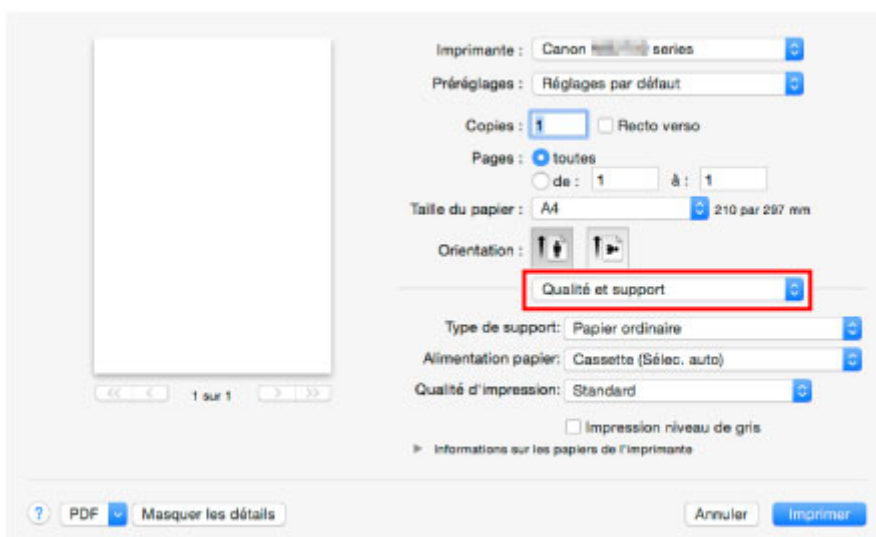 Imprimante : Canon series
Préréglages : Réglages par défaut
Copies : 1 Recto verso
Pages : toutes
de : 1 à : 1
Taille du papier : A4 210 par 297 mm
Orientation :
Qualité et support
Type de support: Papier ordinaire
Alimentation papier: Cassette (Sélec. auto)
Qualité d'impression: Standard
Impression niveau de gris
Informations sur les papiers de l'imprimante
1 sur 1
? PDF Masquer les détails Annuler Imprimer